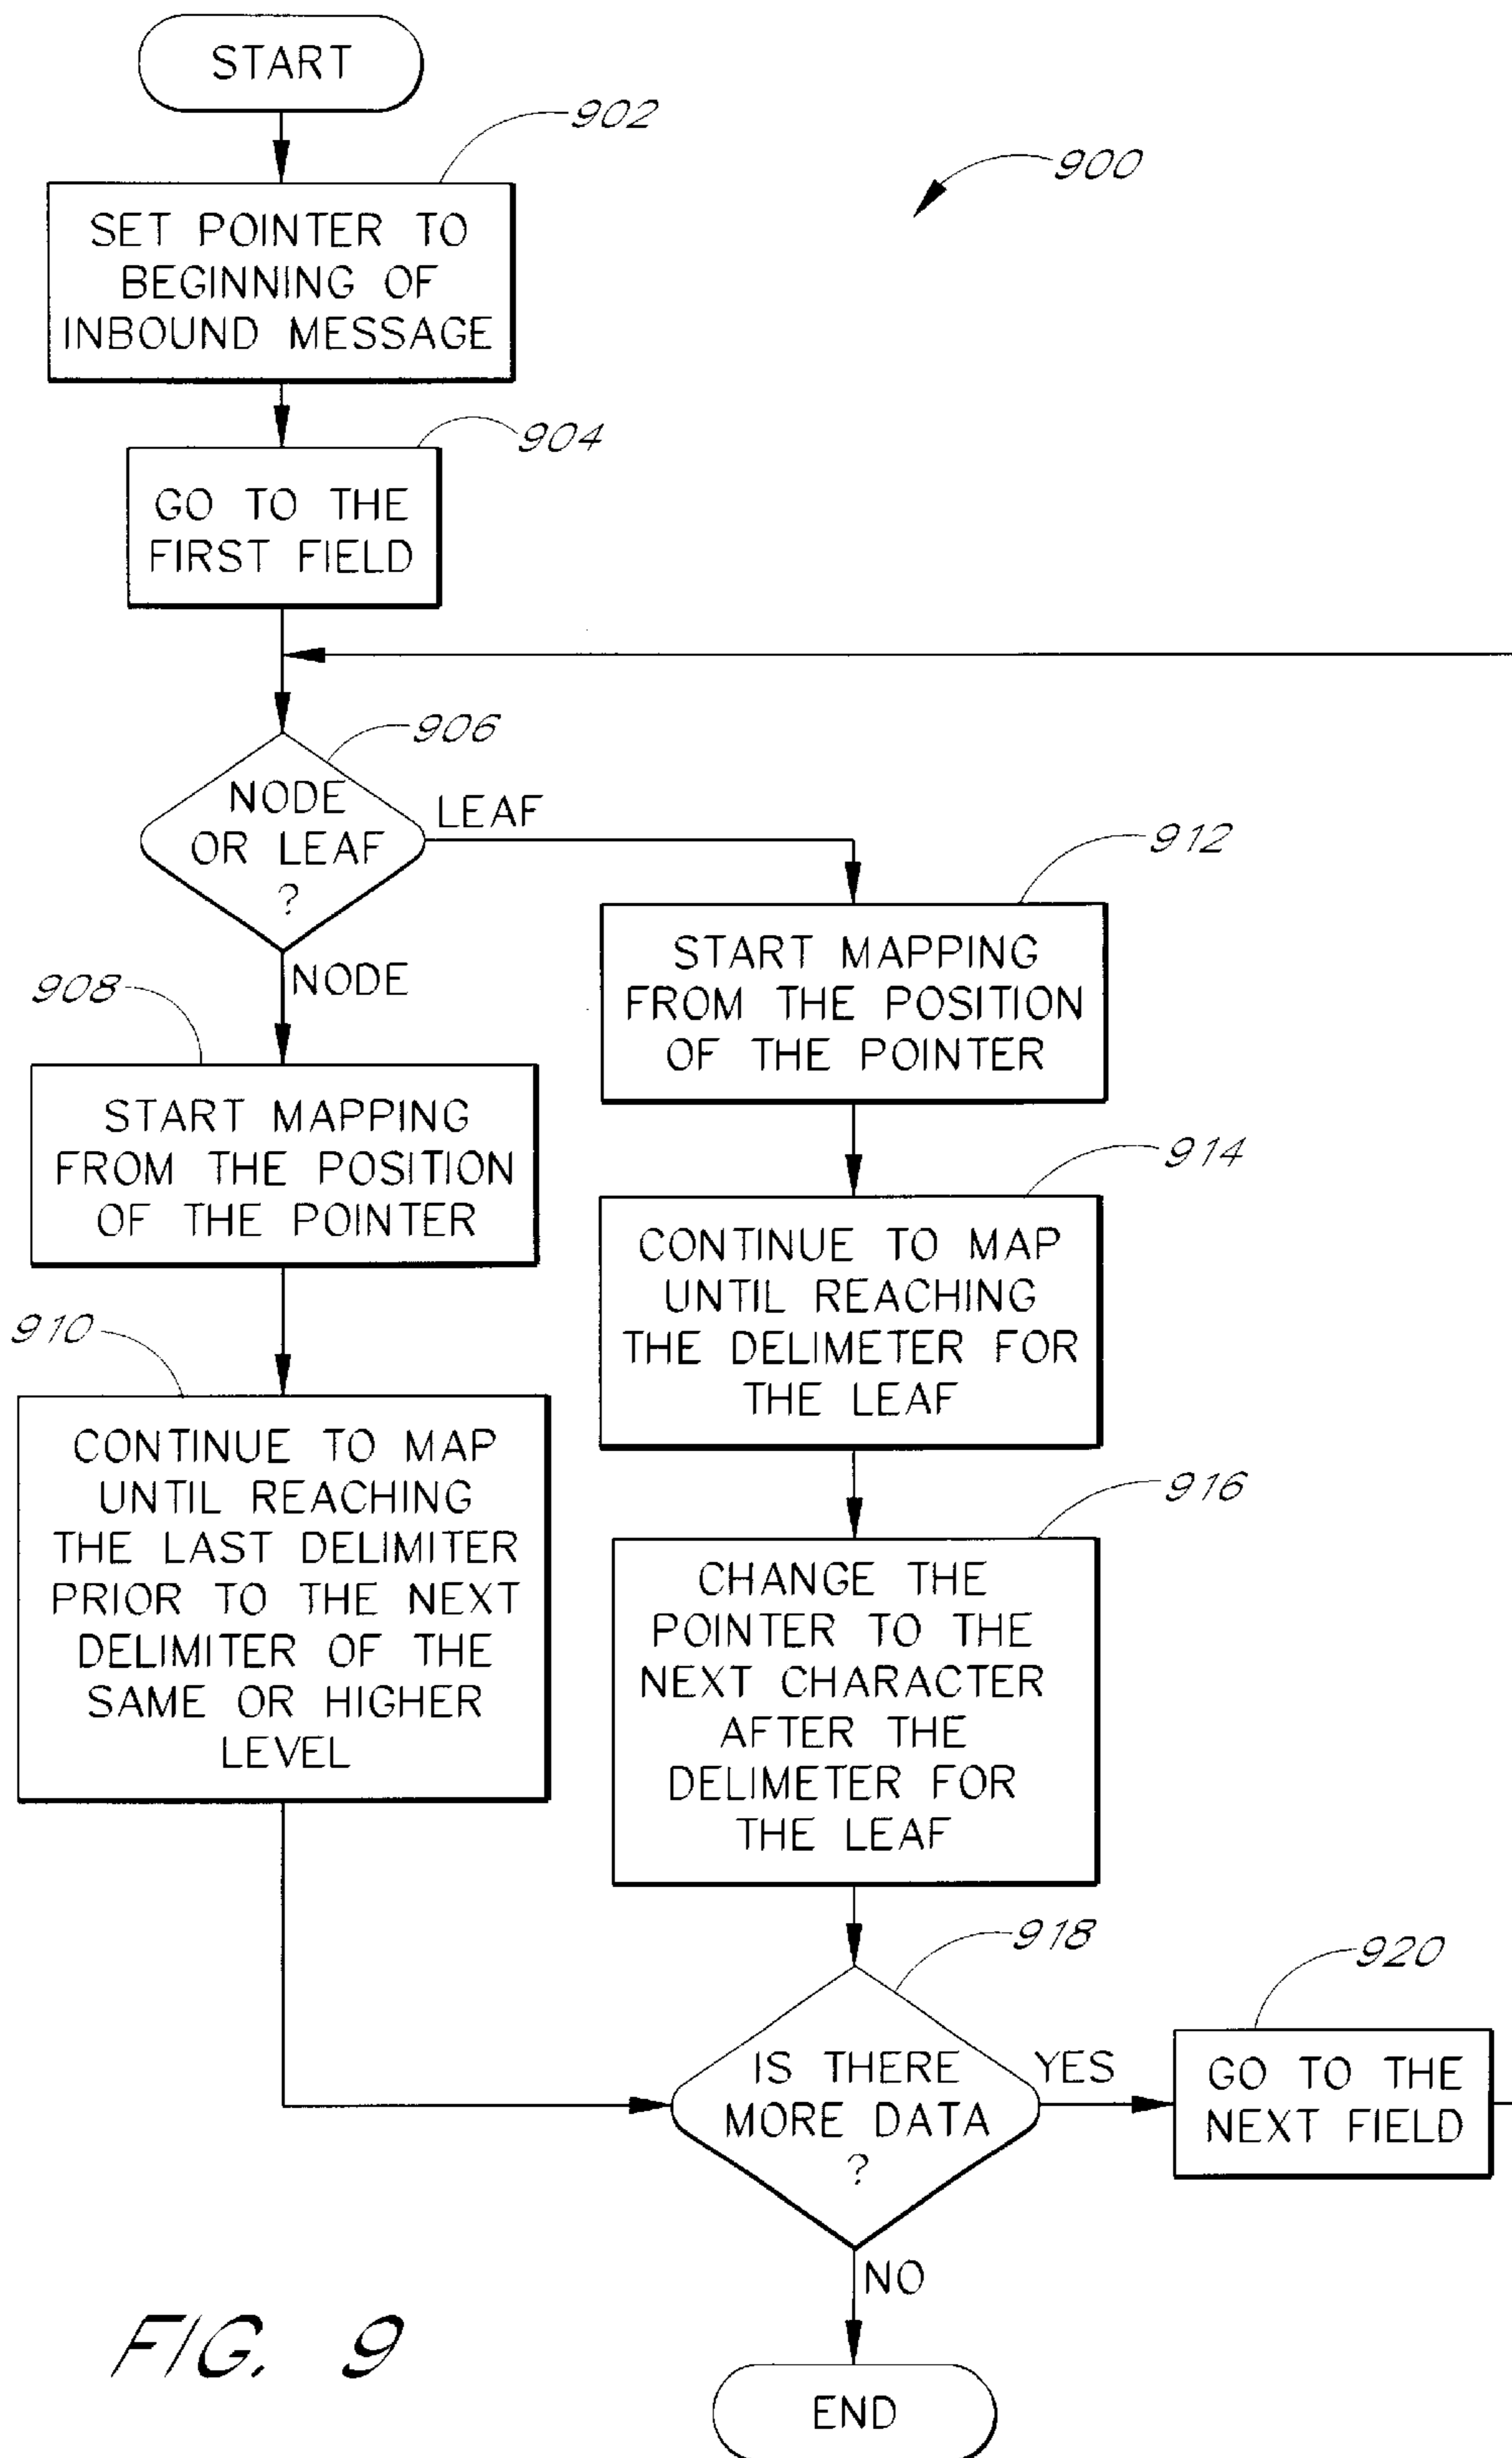 START
902
900
SET POINTER TO
BEGINNING OF
INBOUND MESSAGE
904
GO TO THE
FIRST FIELD
906
NODE
OR LEAF
?
LEAF
NODE
912
START MAPPING
FROM THE POSITION
OF THE POINTER
908
START MAPPING
FROM THE POSITION
OF THE POINTER
914
CONTINUE TO MAP
UNTIL REACHING
THE DELIMETER FOR
THE LEAF
910
CONTINUE TO MAP
UNTIL REACHING
THE LAST DELIMITER
PRIOR TO THE NEXT
DELIMITER OF THE
SAME OR HIGHER
LEVEL
916
CHANGE THE
POINTER TO THE
NEXT CHARACTER
AFTER THE
DELIMETER FOR
THE LEAF
918
IS THERE
MORE DATA
?
YES
920
GO TO THE
NEXT FIELD
NO
END
FIG. 9